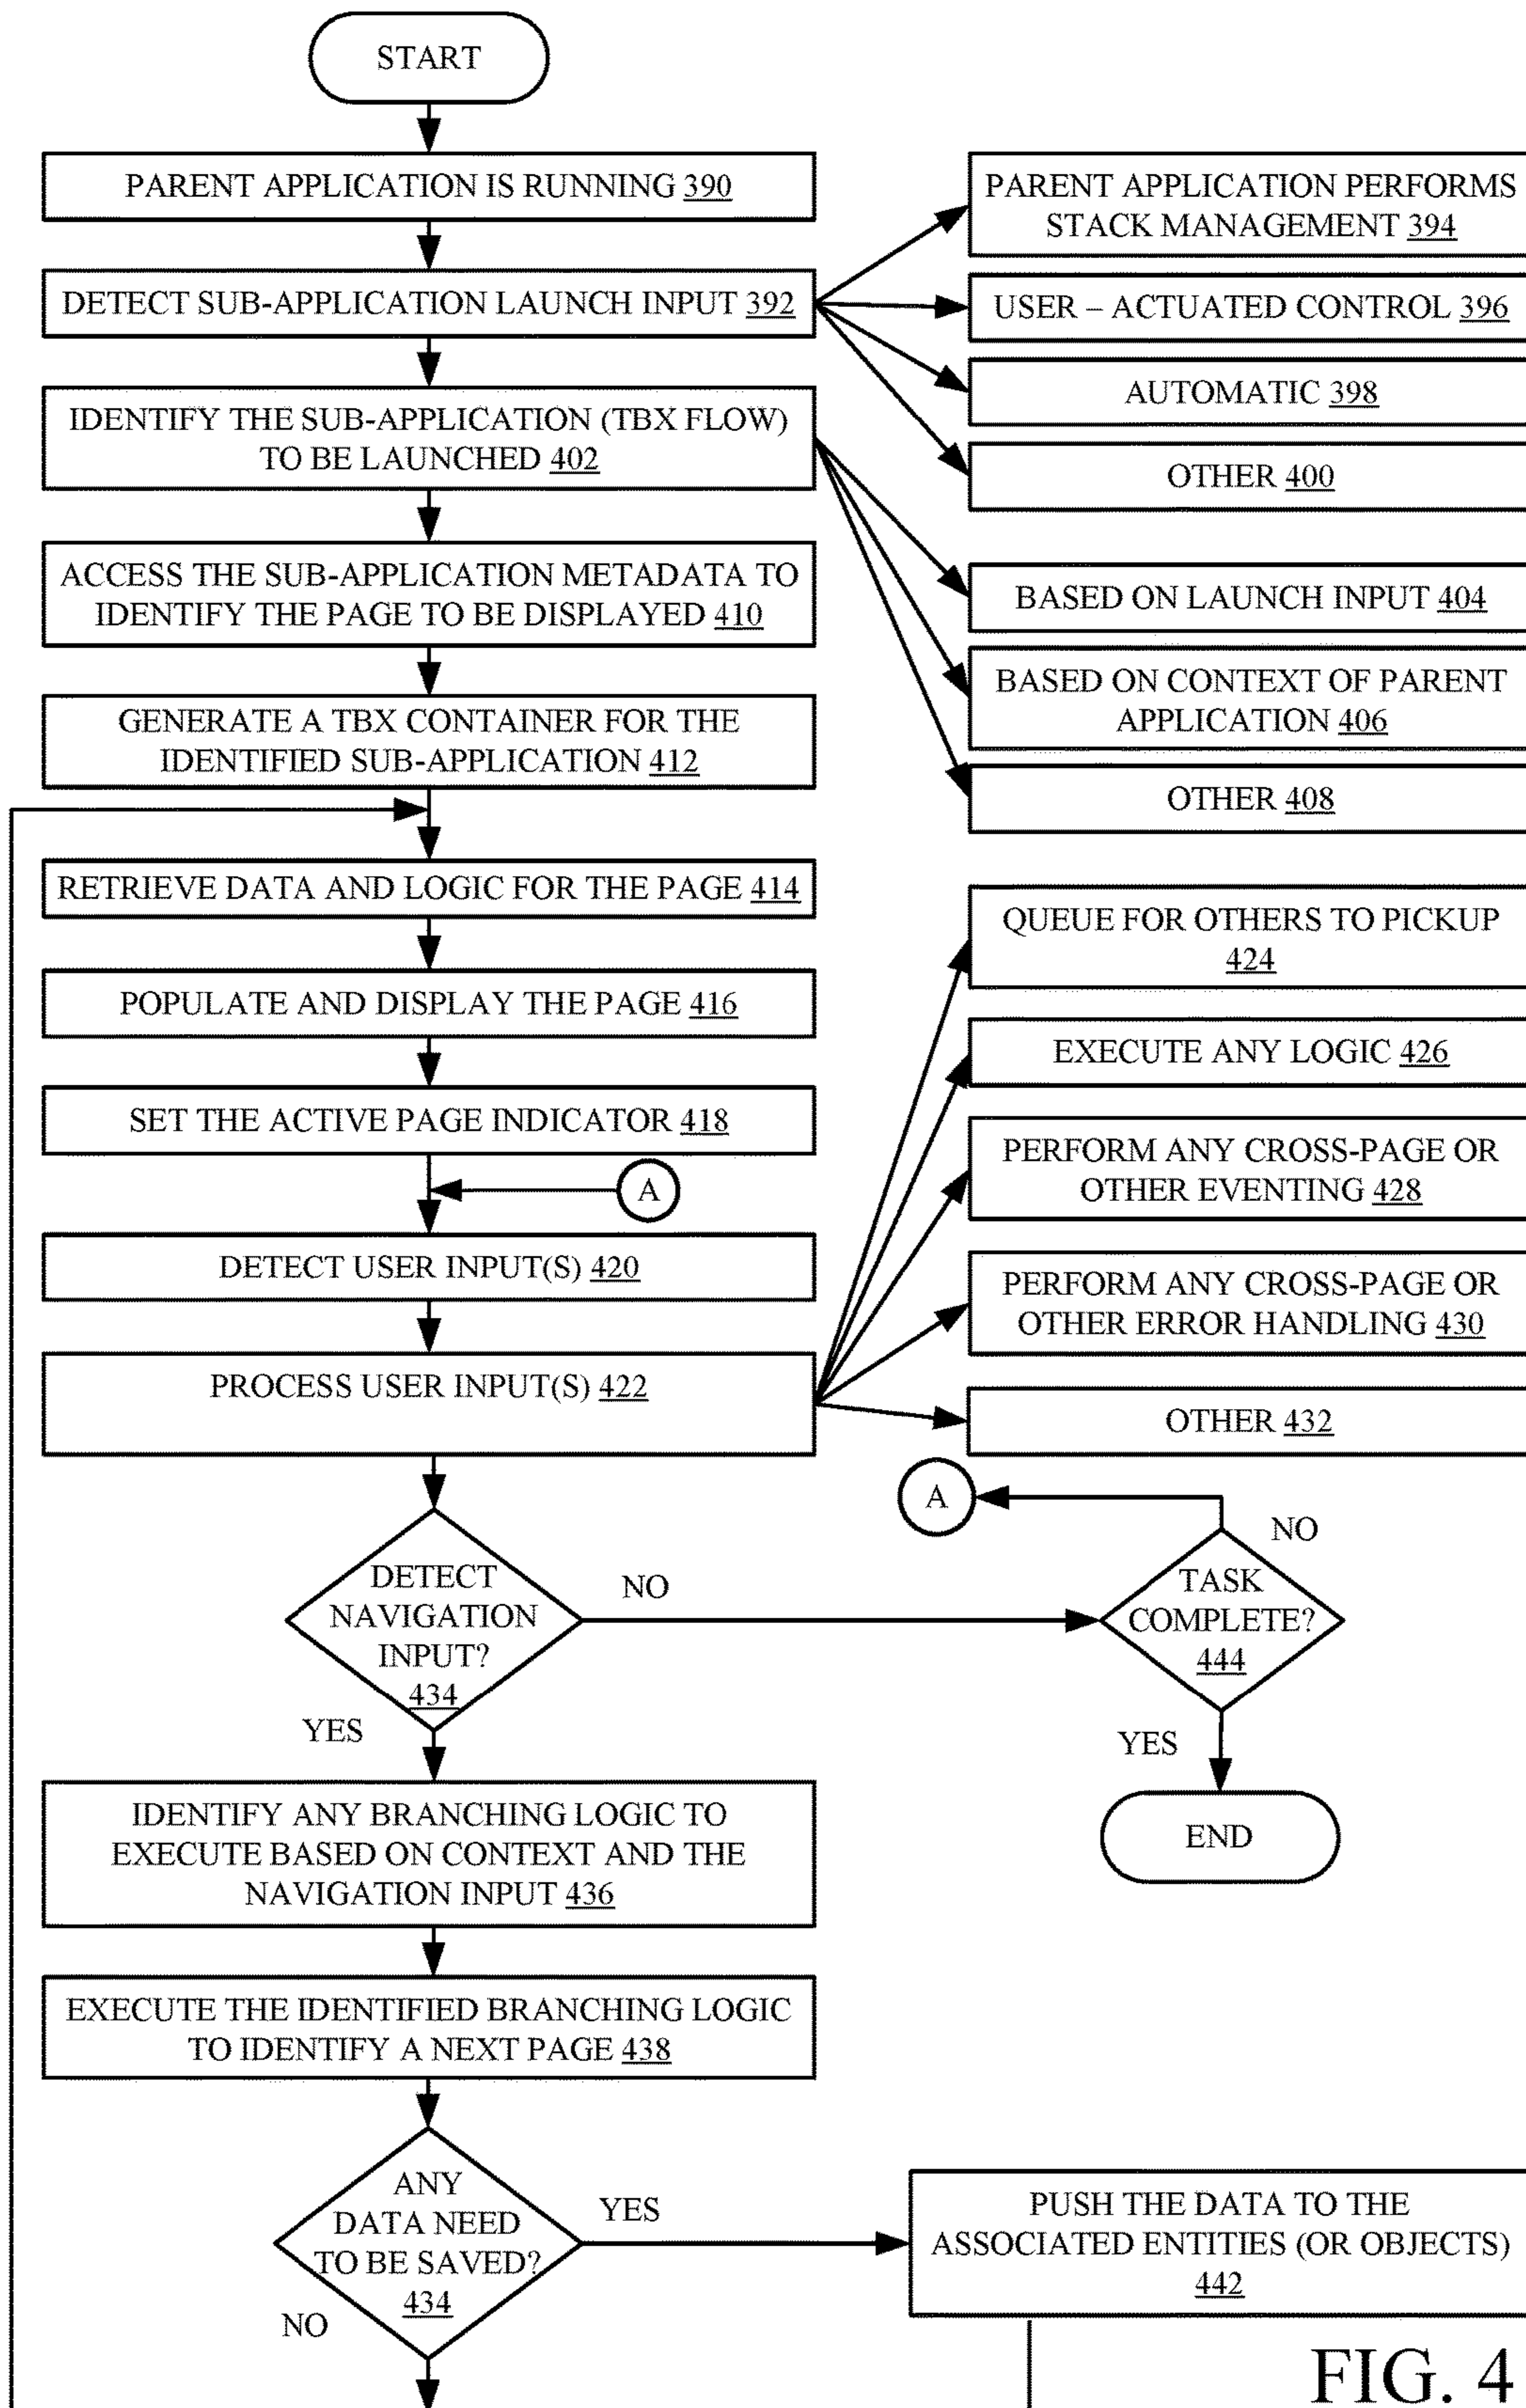 START
PARENT APPLICATION IS RUNNING 390
PARENT APPLICATION PERFORMS
STACK MANAGEMENT 394
DETECT SUB-APPLICATION LAUNCH INPUT 392
USER – ACTUATED CONTROL 396
AUTOMATIC 398
OTHER 400
IDENTIFY THE SUB-APPLICATION (TBX FLOW)
TO BE LAUNCHED 402
BASED ON LAUNCH INPUT 404
BASED ON CONTEXT OF PARENT
APPLICATION 406
OTHER 408
ACCESS THE SUB-APPLICATION METADATA TO
IDENTIFY THE PAGE TO BE DISPLAYED 410
GENERATE A TBX CONTAINER FOR THE
IDENTIFIED SUB-APPLICATION 412
RETRIEVE DATA AND LOGIC FOR THE PAGE 414
POPULATE AND DISPLAY THE PAGE 416
SET THE ACTIVE PAGE INDICATOR 418
A
DETECT USER INPUT(S) 420
PROCESS USER INPUT(S) 422
QUEUE FOR OTHERS TO PICKUP
424
EXECUTE ANY LOGIC 426
PERFORM ANY CROSS-PAGE OR
OTHER EVENTING 428
PERFORM ANY CROSS-PAGE OR
OTHER ERROR HANDLING 430
OTHER 432
DETECT
NAVIGATION
INPUT?
434
NO
YES
A
NO
TASK
COMPLETE?
444
YES
END
IDENTIFY ANY BRANCHING LOGIC TO
EXECUTE BASED ON CONTEXT AND THE
NAVIGATION INPUT 436
EXECUTE THE IDENTIFIED BRANCHING LOGIC
TO IDENTIFY A NEXT PAGE 438
ANY
DATA NEED
TO BE SAVED?
434
YES
NO
PUSH THE DATA TO THE
ASSOCIATED ENTITIES (OR OBJECTS)
442
FIG. 4